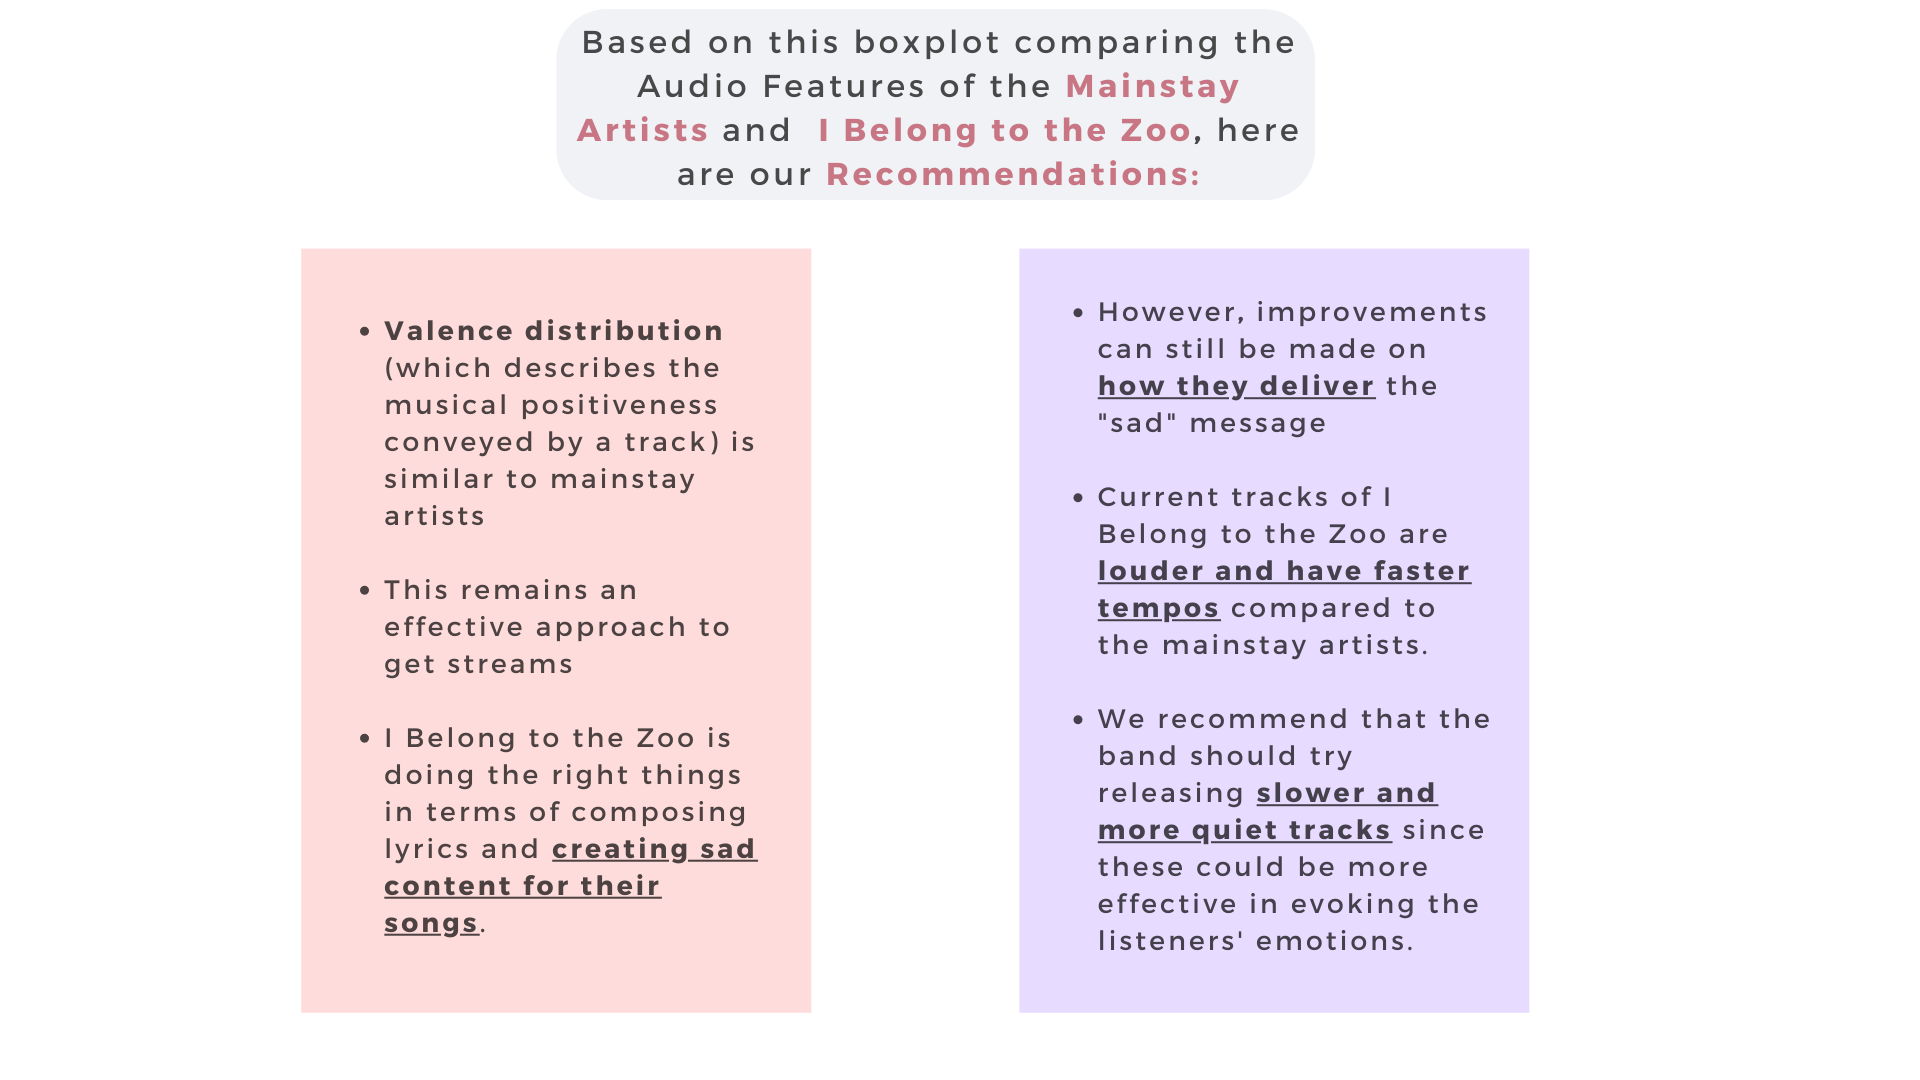 Based on this boxplot comparing the
Audio Features of the Mainstay
Artists and I Belong to the Zoo, here
are our Recommendations:
• Valence distribution
(which describes the
musical positiveness
conveyed by a track) is
similar to mainstay
artists
• This remains an
effective approach to
get streams
• I Belong to the Zoo is
doing the right things
in terms of composing
lyrics and creating sad
content for their
songs.
• However, improvements
can still be made on
how they deliver the
"sad" message
• Current tracks of I
Belong to the Zoo are
louder and have faster
tempos compared to
the mainstay artists.
• We recommend that the
band should try
releasing slower and
more quiet tracks since
these could be more
effective in evoking the
listeners' emotions.